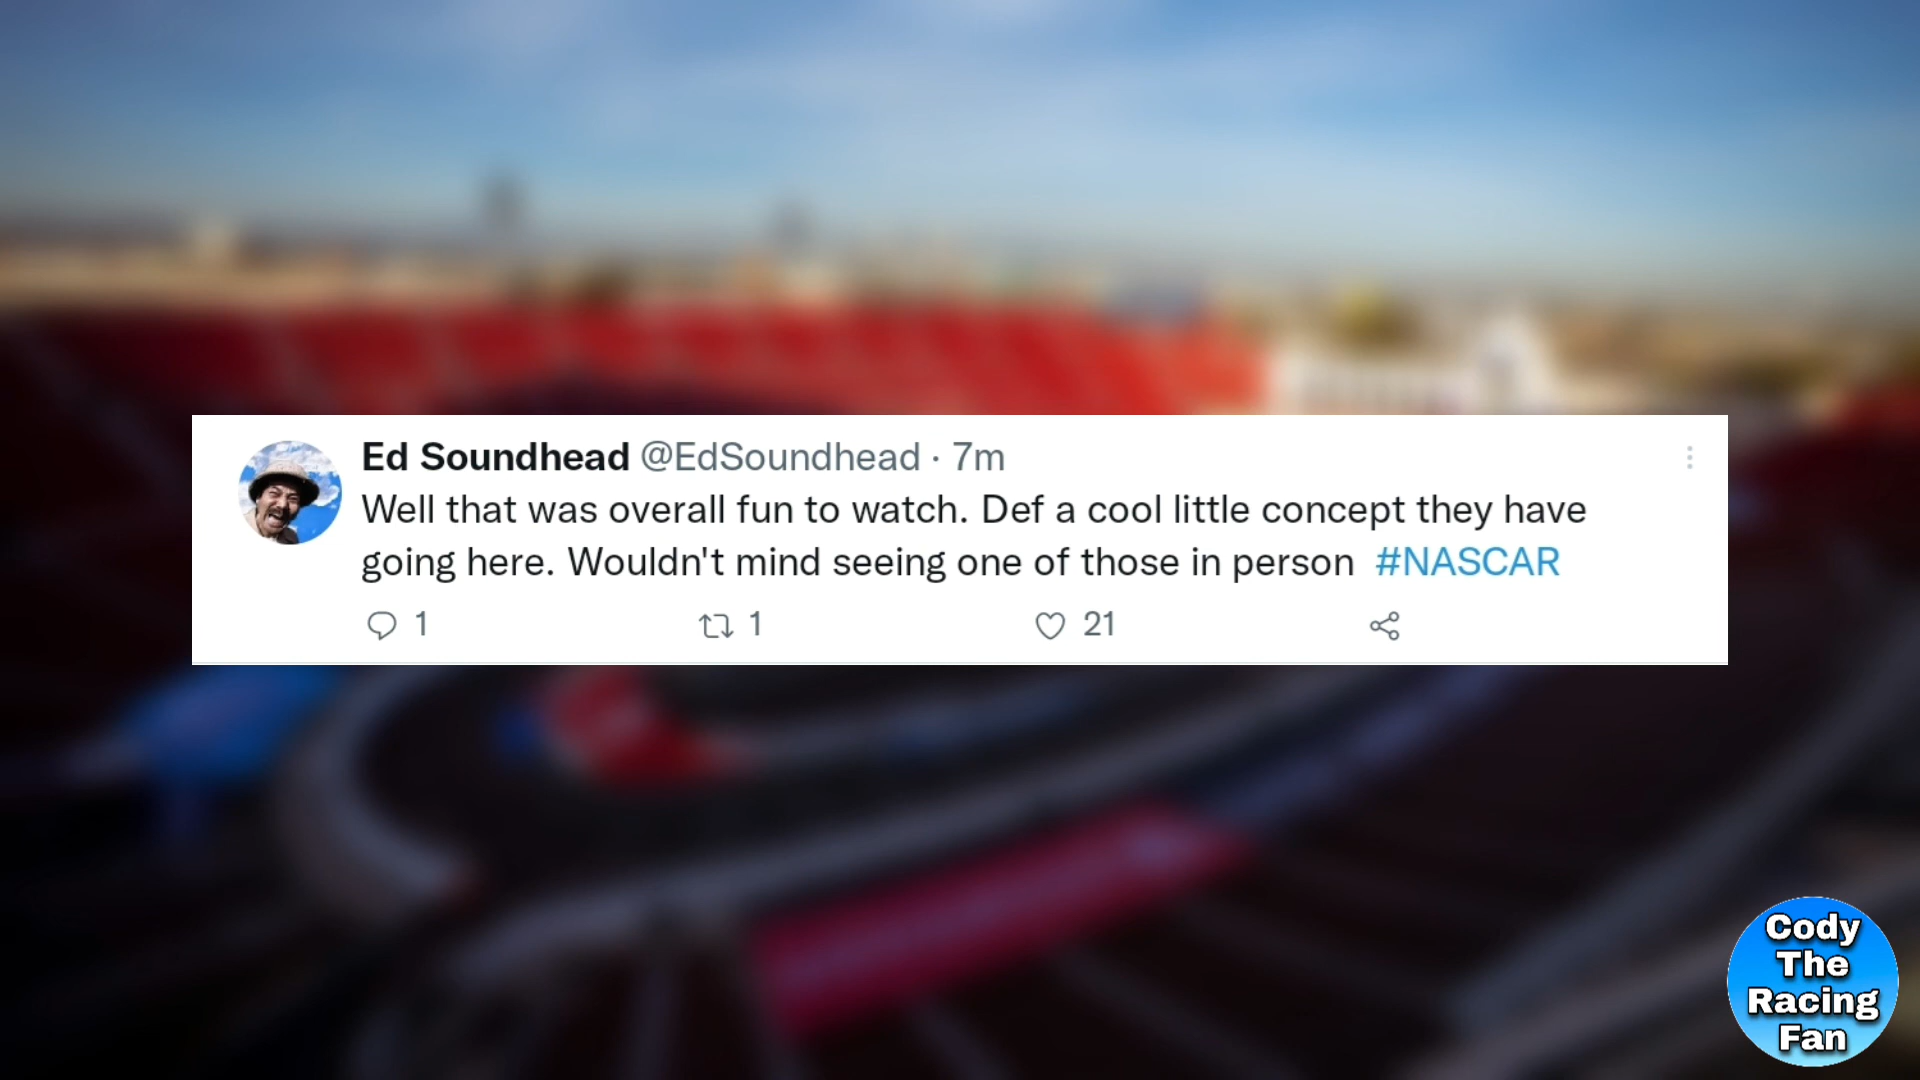 Ed Soundhead @EdSoundhead · 7m
Well that was overall fun to watch. Def a cool little concept they have
going here. Wouldn't mind seeing one of those in person #NASCAR
1 1 21
Cody
The
Racing
Fan